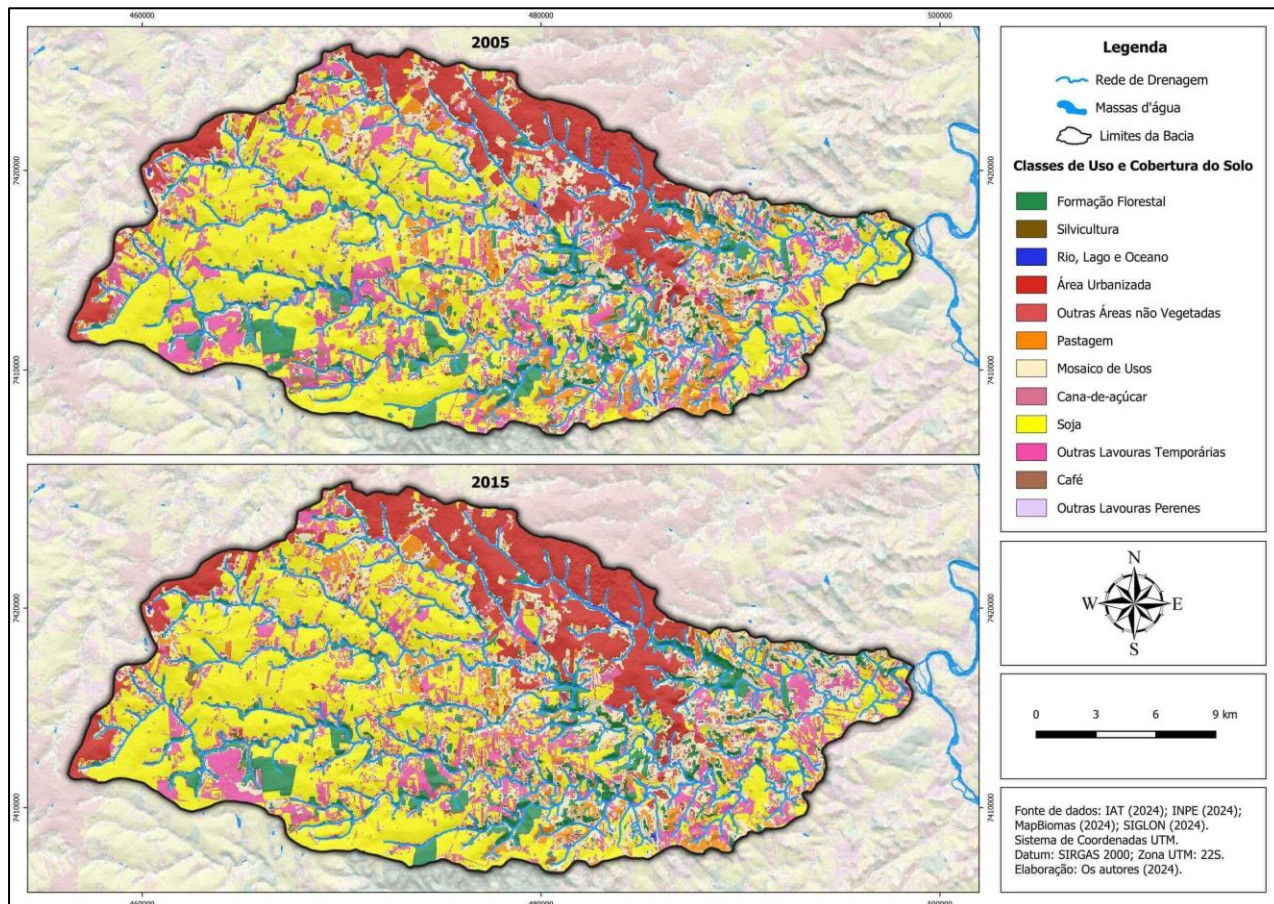 460000
480000
500000
2005
7420000
7420000
7410000
7410000
2015
7420000
7420000
7410000
7410000
460000
480000
500000
Legenda
Rede de Drenagem
Massas d'água
Limites da Bacia
Classes de Uso e Cobertura do Solo
Formação Florestal
Silvicultura
Rio, Lago e Oceano
Área Urbanizada
Outras Áreas não Vegetadas
Pastagem
Mosaico de Usos
Cana-de-açúcar
Soja
Outras Lavouras Temporárias
Café
Outras Lavouras Perenes
N
W
E
S
0 3 6 9 km
Fonte de dados: IAT (2024); INPE (2024);
MapBiomas (2024); SIGLON (2024).
Sistema de Coordenadas UTM.
Datum: SIRGAS 2000; Zona UTM: 22S.
Elaboração: Os autores (2024).